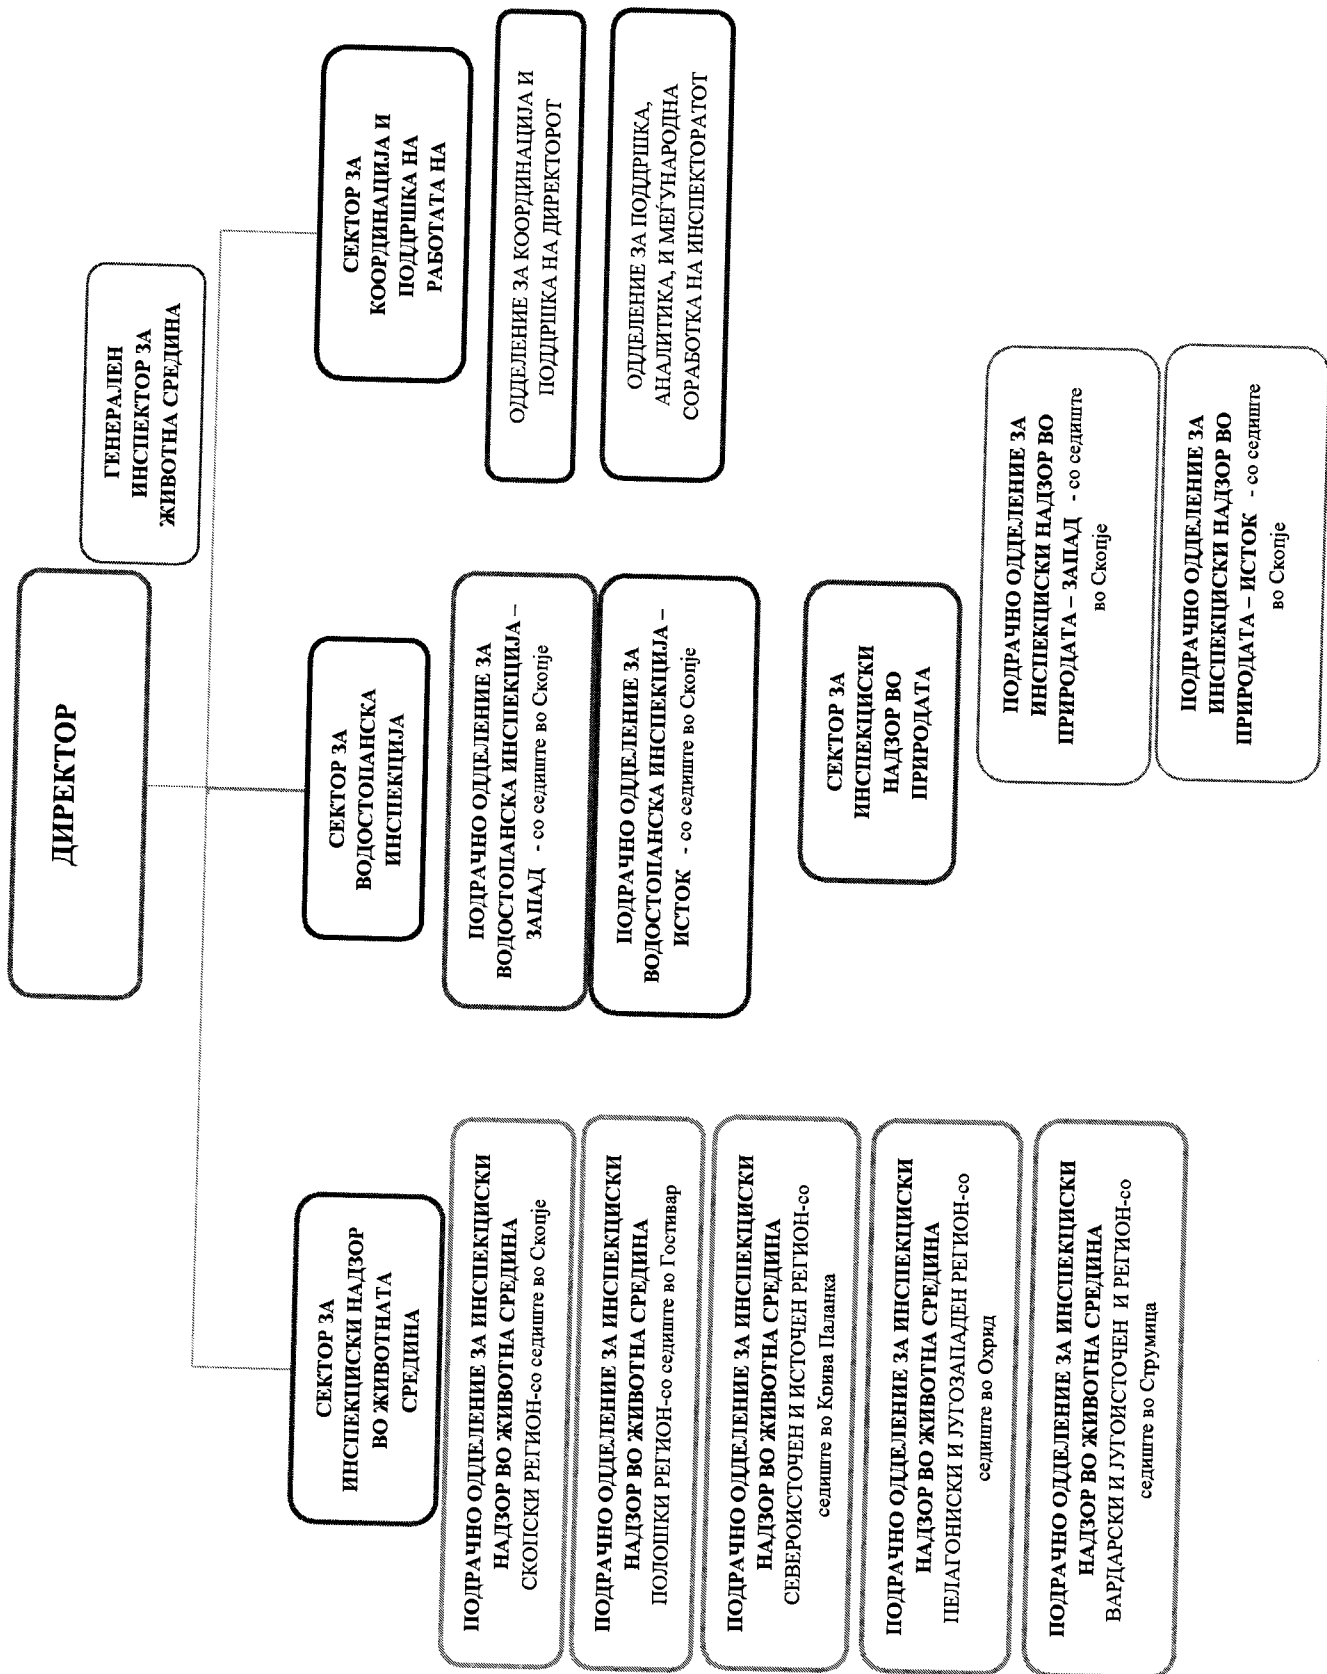 ДИРЕКТОР
ГЕНЕРАЛЕН
ИНСПЕКТОР ЗА
ЖИВОТНА СРЕДИНА
СЕКТОР ЗА
ИНСПЕКЦИСКИ НАДЗОР
ВО ЖИВОТНАТА
СРЕДИНА
ПОДРАЧНО ОДДЕЛЕНИЕ ЗА ИНСПЕКЦИСКИ
НАДЗОР ВО ЖИВОТНА СРЕДИНА
СКОПСКИ РЕГИОН-со седиште во Скопје
ПОДРАЧНО ОДДЕЛЕНИЕ ЗА ИНСПЕКЦИСКИ
НАДЗОР ВО ЖИВОТНА СРЕДИНА
ПОЛОШКИ РЕГИОН-со седиште во Гостивар
ПОДРАЧНО ОДДЕЛЕНИЕ ЗА ИНСПЕКЦИСКИ
НАДЗОР ВО ЖИВОТНА СРЕДИНА
СЕВЕРОИСТОЧЕН И ИСТОЧЕН РЕГИОН-со
седиште во Крива Паланка
ПОДРАЧНО ОДДЕЛЕНИЕ ЗА ИНСПЕКЦИСКИ
НАДЗОР ВО ЖИВОТНА СРЕДИНА
ПЕЛАГОНИСКИ И ЈУГОЗАПАДЕН РЕГИОН-со
седиште во Охрид
ПОДРАЧНО ОДДЕЛЕНИЕ ЗА ИНСПЕКЦИСКИ
НАДЗОР ВО ЖИВОТНА СРЕДИНА
ВАРДАРСКИ И ЈУГОИСТОЧЕН И РЕГИОН-со
седиште во Струмица
СЕКТОР ЗА
ВОДОСТОПАНСКА
ИНСПЕКЦИЈА
ПОДРАЧНО ОДДЕЛЕНИЕ ЗА
ВОДОСТОПАНСКА ИНСПЕКЦИЈА –
ЗАПАД - со седиште во Скопје
ПОДРАЧНО ОДДЕЛЕНИЕ ЗА
ВОДОСТОПАНСКА ИНСПЕКЦИЈА –
ИСТОК - со седиште во Скопје
СЕКТОР ЗА
ИНСПЕКЦИСКИ
НАДЗОР ВО
ПРИРОДАТА
ПОДРАЧНО ОДДЕЛЕНИЕ ЗА
ИНСПЕКЦИСКИ НАДЗОР ВО
ПРИРОДАТА – ЗАПАД - со седиште
во Скопје
ПОДРАЧНО ОДДЕЛЕНИЕ ЗА
ИНСПЕКЦИСКИ НАДЗОР ВО
ПРИРОДАТА – ИСТОК - со седиште
во Скопје
СЕКТОР ЗА
КООРДИНАЦИЈА И
ПОДДРШКА НА
РАБОТАТА НА
ОДДЕЛЕНИЕ ЗА КООРДИНАЦИЈА И
ПОДДРШКА НА ДИРЕКТОРОТ
ОДДЕЛЕНИЕ ЗА ПОДДРШКА,
АНАЛИТИКА, И МЕЃУНАРОДНА
СОРАБОТКА НА ИНСПЕКТОРАТОТ